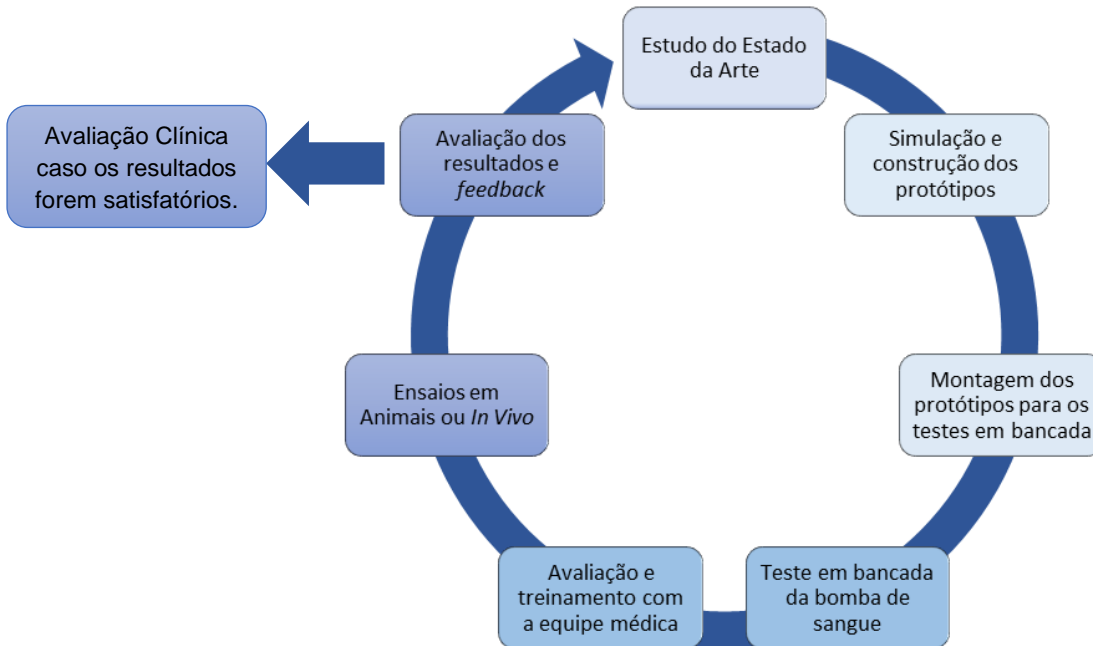 Estudo do Estado
da Arte
Simulação e
construção dos
protótipos
Montagem dos
protótipos para os
testes em bancada
Teste em bancada
da bomba de
sangue
Avaliação e
treinamento com
a equipe médica
Ensaios em
Animais ou In Vivo
Avaliação dos
resultados e
feedback
Avaliação Clínica
caso os resultados
forem satisfatórios.